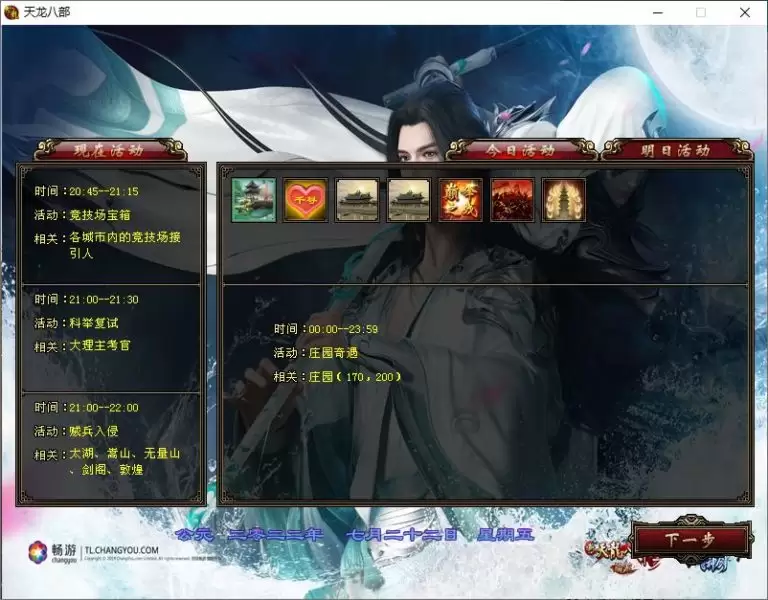 天龙八部
现在活动
今日活动
明日活动
时间：20:45--21:15
活动：竞技场宝箱
相关：各城市内的竞技场接
引人
时间：21:00--21:30
活动：科举复试
相关：大理主考官
时间：21:00--22:00
活动：贼兵入侵
相关：太湖、嵩山、无量山
、剑阁、敦煌
千寻
时间：00:00--23:59
活动：庄园奇遇
相关：庄园（170，200）
公元 二零二二年 七月二十二日 星期五
畅游
changyou
TL.CHANGYOU.COM
下一步